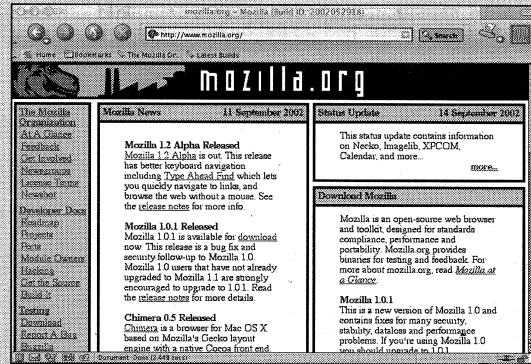 mozilla.org - Mozilla {Build ID: 2002052918}
http://www.mozilla.org/
Search
Home Bookmarks The Mozilla Or... Latest Builds
mozilla.org
The Mozilla
Organization
At A Glance
Feedback
Get Involved
Newsgroups
License Terms
Newsbot
Developer Docs
Roadmap
Projects
Ports
Module Owners
Hacking
Get the Source
Build It
Testing
Download
Report A Bug
Bugzilla
Mozilla News 11 September 2002
Mozilla 1.2 Alpha Released
Mozilla 1.2 Alpha is out. This release
has better keyboard navigation
including Type Ahead Find which lets
you quickly navigate to links, and
browse the web without a mouse. See
the release notes for more info.
Mozilla 1.0.1 Released
Mozilla 1.0.1 is available for download
now. This release is a bug fix and
security follow-up to Mozilla 1.0.
Mozilla 1.0 users that have not already
upgraded to Mozilla 1.1 are strongly
encouraged to upgrade to 1.0.1. Read
the release notes for more details.
Chimera 0.5 Released
Chimera is a browser for Mac OS X
based on Mozilla's Gecko layout
engine with a native Cocoa front end.
Status Update 14 September 2002
This status update contains information
on Necko, Imagelib, XPCOM,
Calendar, and more...
more...
Download Mozilla
Mozilla is an open-source web browser
and toolkit, designed for standards
compliance, performance and
portability. Mozilla.org provides
binaries for testing and feedback. For
more about mozilla.org, read Mozilla at
a Glance.
Mozilla 1.0.1
This is a new version of Mozilla 1.0 and
contains fixes for many security,
stability, dataloss and performance
problems. If you're using Mozilla 1.0
you should upgrade to 1.0.1
Document: Done (2.448 secs)